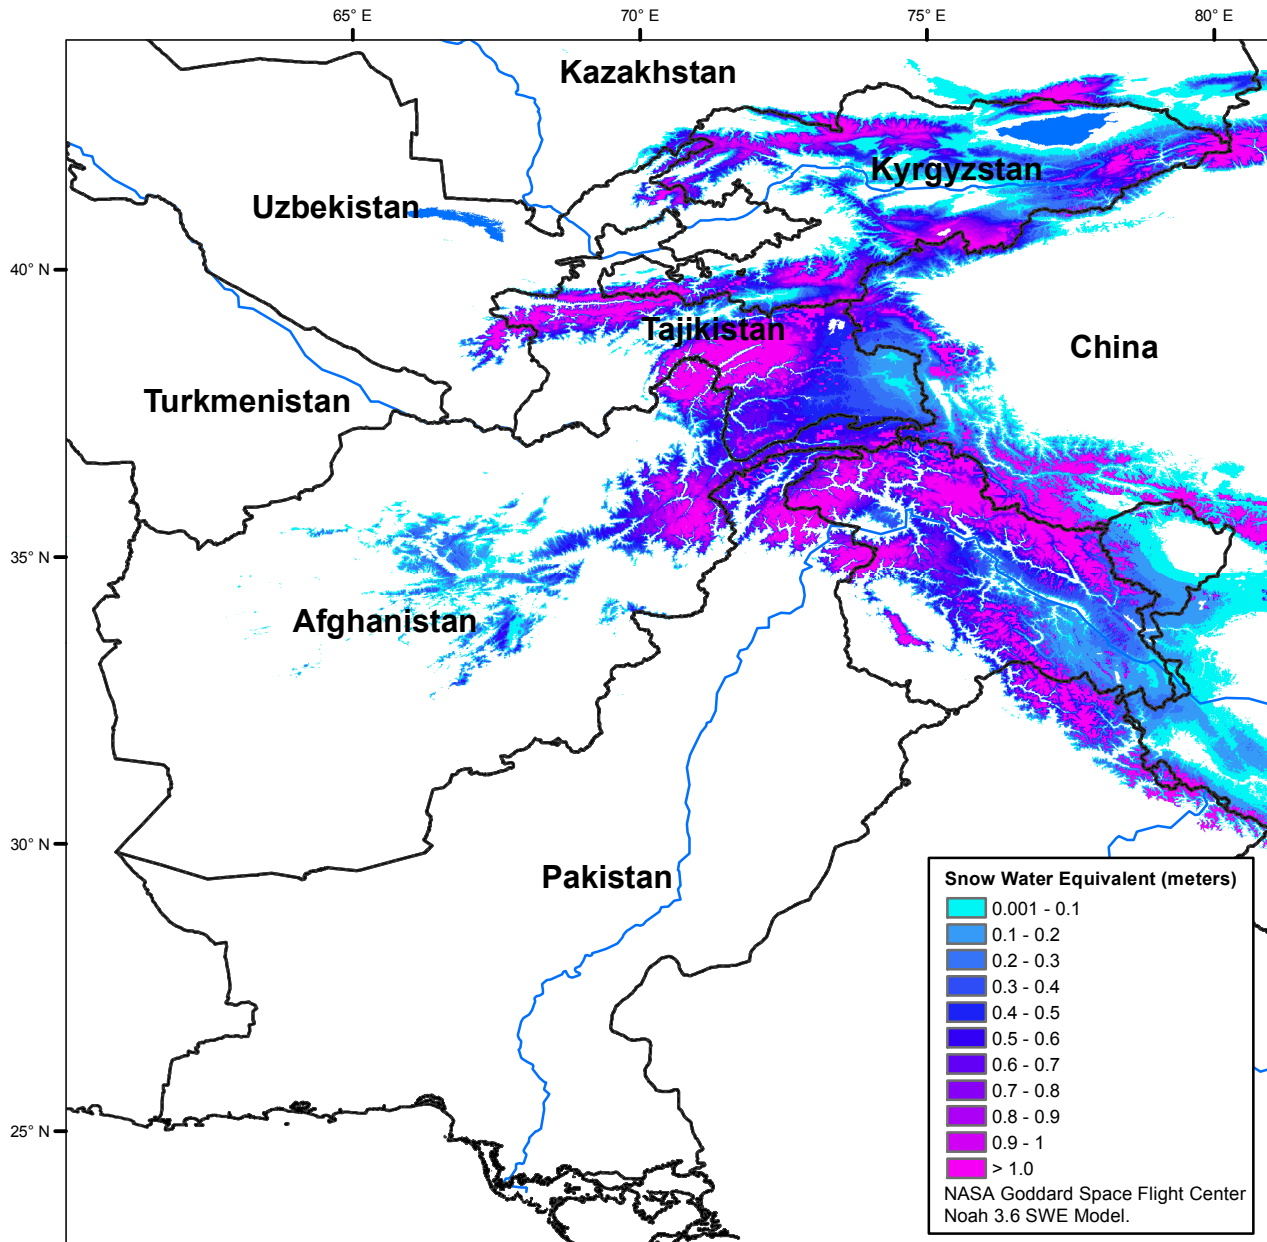 65° E
70° E
75° E
80° E
Kazakhstan
Kyrgyzstan
Uzbekistan
40° N
Tajikistan
China
Turkmenistan
35° N
Afghanistan
30° N
Pakistan
Snow Water Equivalent (meters)
0.001 - 0.1
0.1 - 0.2
0.2 - 0.3
0.3 - 0.4
0.4 - 0.5
0.5 - 0.6
0.6 - 0.7
0.7 - 0.8
0.8 - 0.9
0.9 - 1
> 1.0
25° N
NASA Goddard Space Flight Center
Noah 3.6 SWE Model.